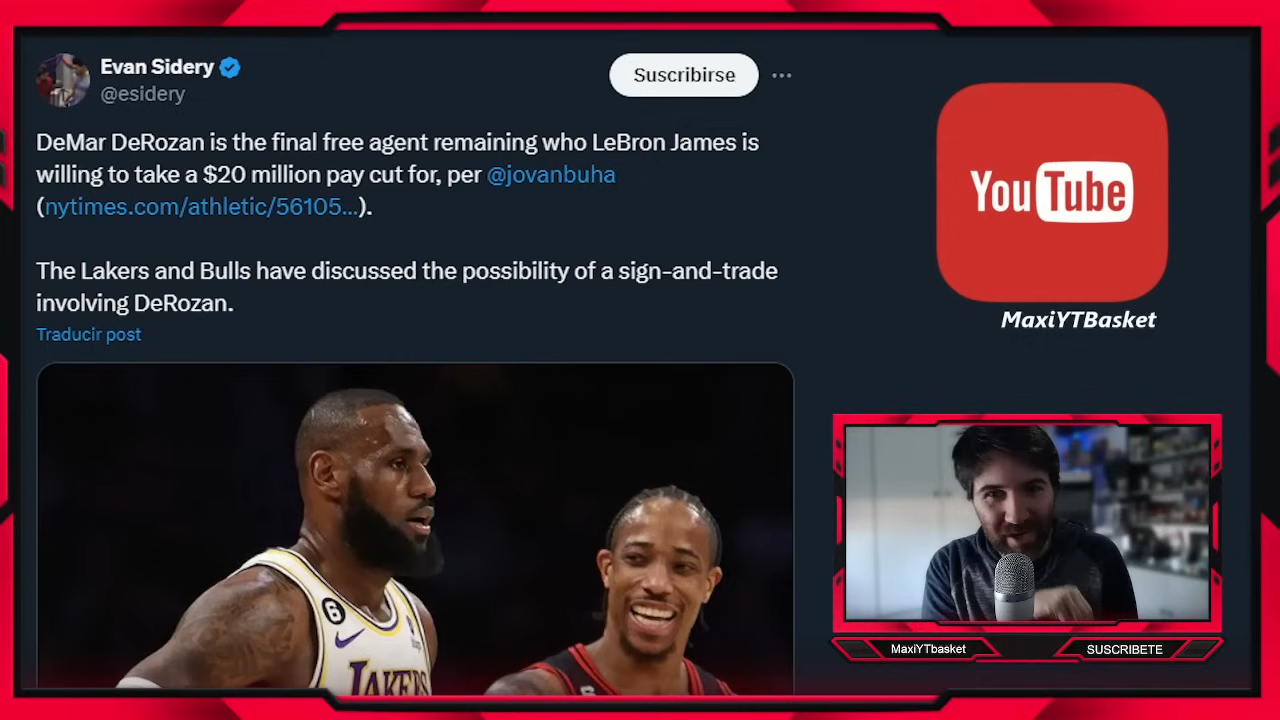 Evan Sidery
@esidery
Suscribirse
DeMar DeRozan is the final free agent remaining who LeBron James is
willing to take a $20 million pay cut for, per @jovanbuha
(nytimes.com/athletic/56105...).
The Lakers and Bulls have discussed the possibility of a sign-and-trade
involving DeRozan.
Traducir post
6
LAKERS
YouTube
MaxiYTBasket
MaxiYTbasket
SUSCRIBETE